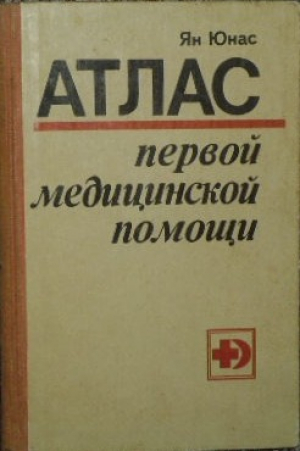 Ян Юнас
АТЛАС
первой
медицинской
помощи